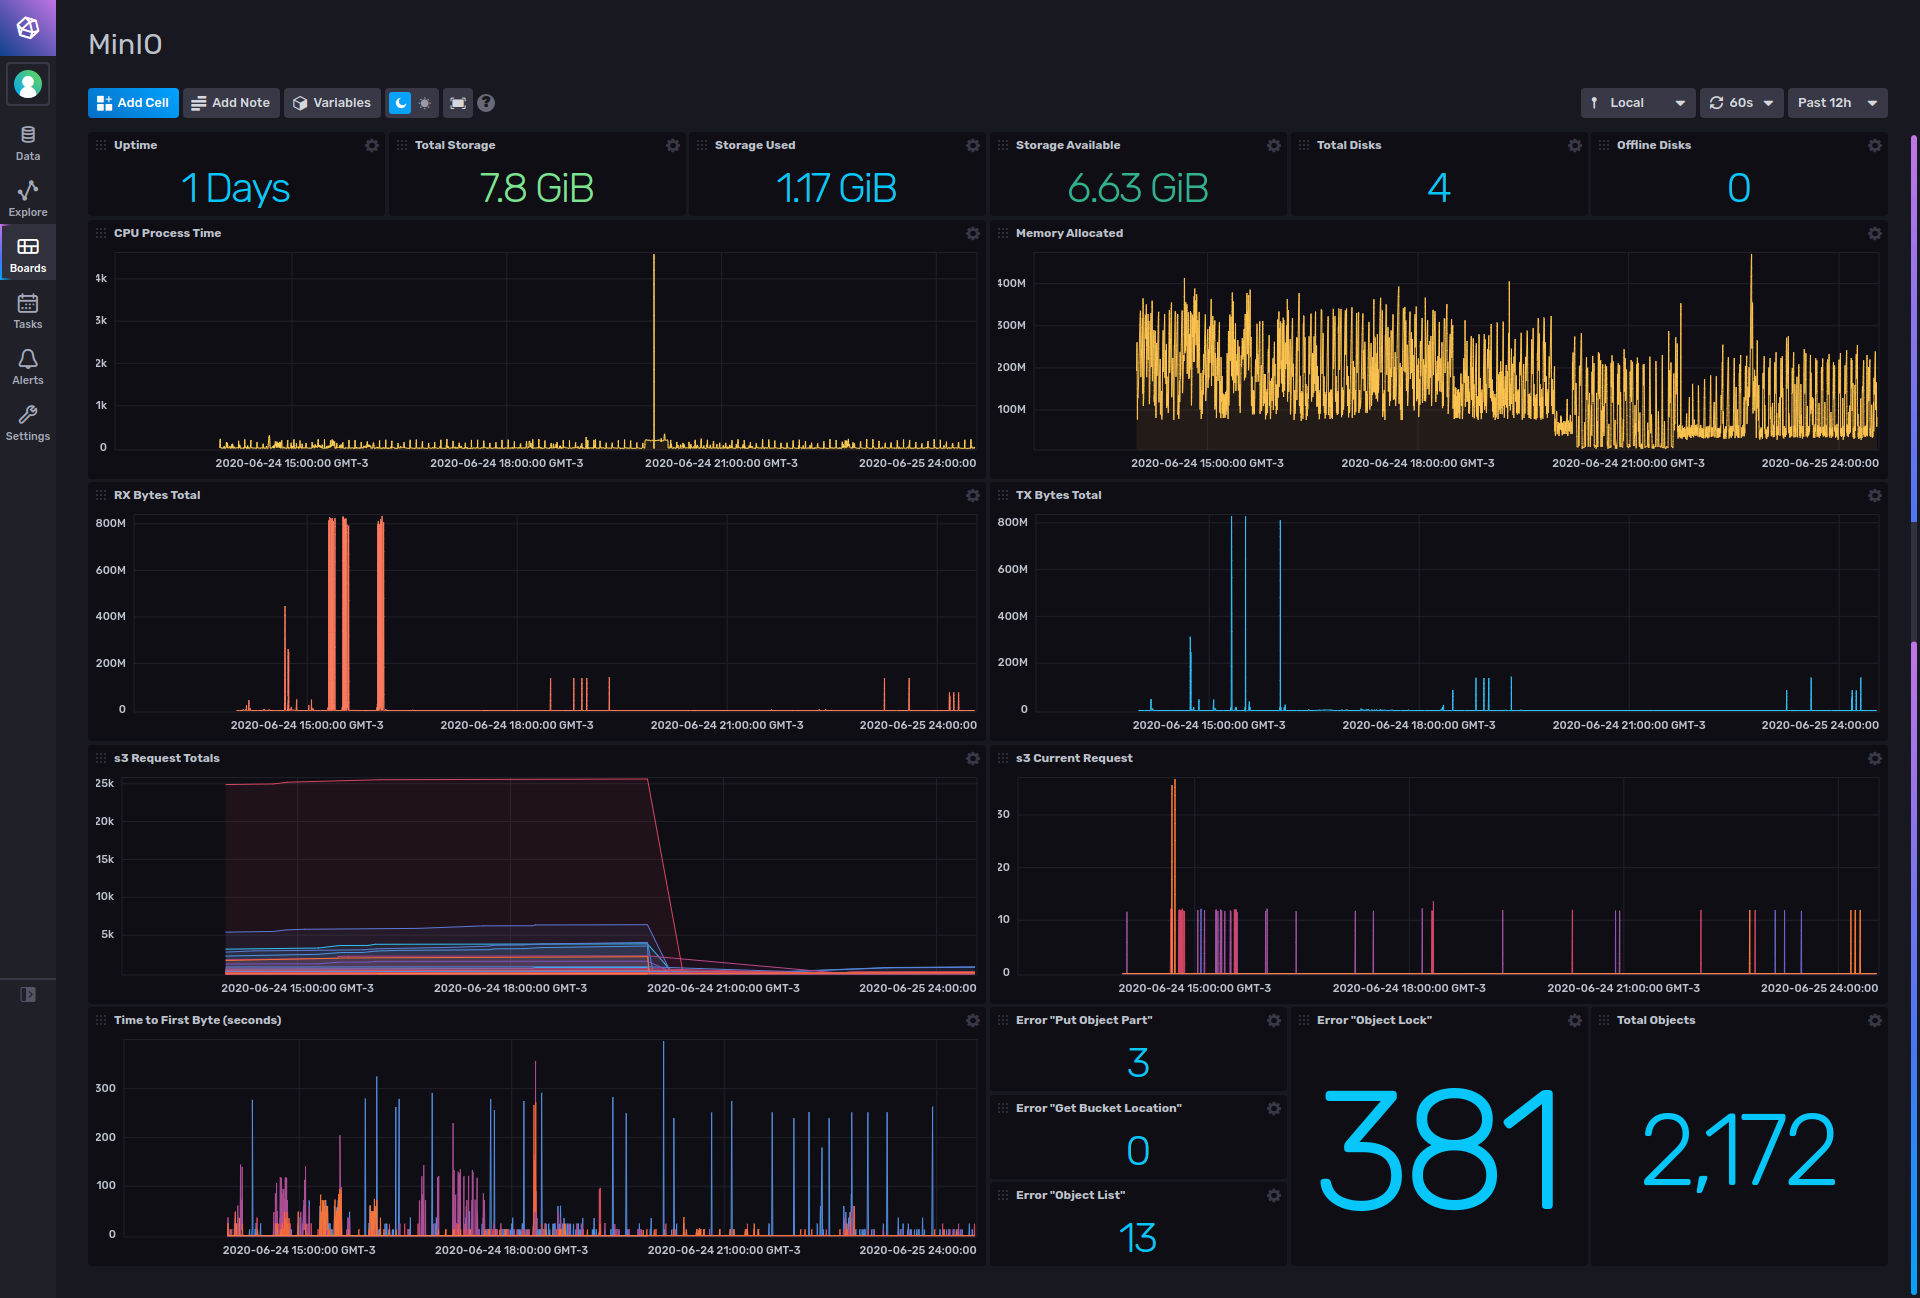 MinIO
Add Cell
Add Note
Variables
?
Local
60s
Past 12h
Data
Explore
Boards
Tasks
Alerts
Settings
Uptime
1 Days
Total Storage
7.8 GiB
Storage Used
1.17 GiB
Storage Available
6.63 GiB
Total Disks
4
Offline Disks
0
CPU Process Time
4k
3k
2k
1k
0
2020-06-24 15:00:00 GMT-3
2020-06-24 18:00:00 GMT-3
2020-06-24 21:00:00 GMT-3
2020-06-25 24:00:00
Memory Allocated
400M
300M
200M
100M
2020-06-24 15:00:00 GMT-3
2020-06-24 18:00:00 GMT-3
2020-06-24 21:00:00 GMT-3
2020-06-25 24:00:00
RX Bytes Total
800M
600M
400M
200M
0
2020-06-24 15:00:00 GMT-3
2020-06-24 18:00:00 GMT-3
2020-06-24 21:00:00 GMT-3
2020-06-25 24:00:00
TX Bytes Total
800M
600M
400M
200M
0
2020-06-24 15:00:00 GMT-3
2020-06-24 18:00:00 GMT-3
2020-06-24 21:00:00 GMT-3
2020-06-25 24:00:00
s3 Request Totals
25k
20k
15k
10k
5k
2020-06-24 15:00:00 GMT-3
2020-06-24 18:00:00 GMT-3
2020-06-24 21:00:00 GMT-3
2020-06-25 24:00:00
s3 Current Request
30
20
10
0
2020-06-24 15:00:00 GMT-3
2020-06-24 18:00:00 GMT-3
2020-06-24 21:00:00 GMT-3
2020-06-25 24:00:00
Time to First Byte (seconds)
300
200
100
0
2020-06-24 15:00:00 GMT-3
2020-06-24 18:00:00 GMT-3
2020-06-24 21:00:00 GMT-3
2020-06-25 24:00:00
Error "Put Object Part"
3
Error "Get Bucket Location"
0
Error "Object List"
13
Error "Object Lock"
381
Total Objects
2,172